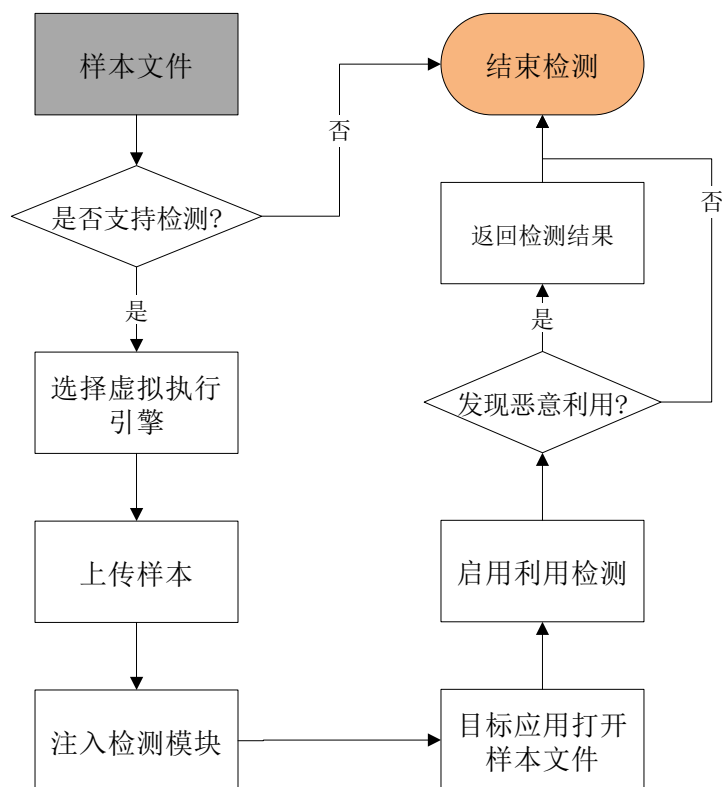 样本文件
结束检测
否
是否支持检测?
返回检测结果
否
是
是
选择虚拟执行
引擎
发现恶意利用?
上传样本
启用利用检测
注入检测模块
目标应用打开
样本文件